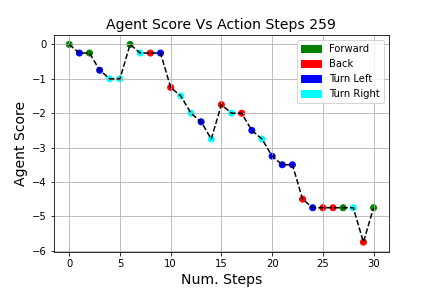 Agent Score Vs Action Steps 259
Agent Score
0
−1
−2
−3
−4
−5
−6
Forward
Back
Turn Left
Turn Right
0 5 10 15 20 25 30
Num. Steps